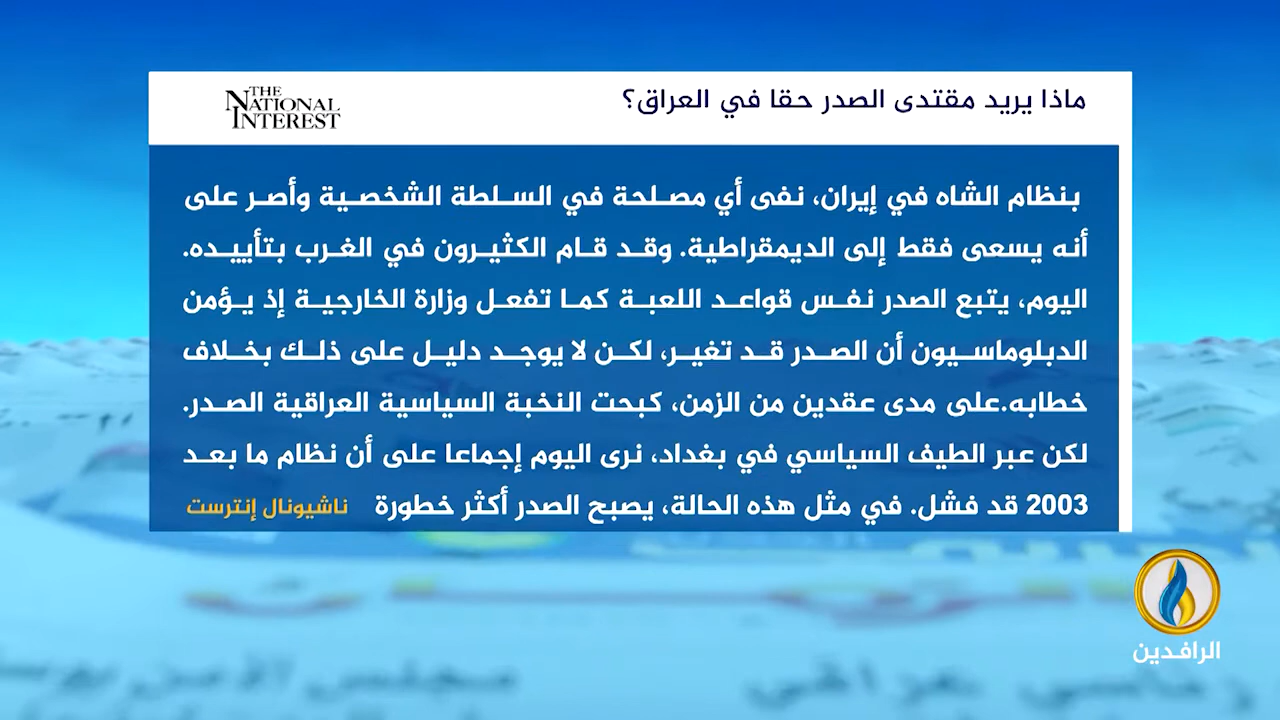 ماذا يريد مقتدى الصدر حقا في العراق؟
THE
NATIONAL
INTEREST
بنظام الشاه في إيران، نفى أي مصلحة في السلطة الشخصية وأصر على
أنه يسعى فقط إلى الديمقراطية. وقد قام الكثيرون في الغرب بتأييده.
اليوم، يتبع الصدر نفس قواعد اللعبة كما تفعل وزارة الخارجية إذ يؤمن
الدبلوماسيون أن الصدر قد تغير، لكن لا يوجد دليل على ذلك بخلاف
خطابه.على مدى عقدين من الزمن، كبحت النخبة السياسية العراقية الصدر.
لكن عبر الطيف السياسي في بغداد، نرى اليوم إجماعا على أن نظام ما بعد
2003 قد فشل. في مثل هذه الحالة، يصبح الصدر أكثر خطورة ناشيونال إنترست
الرافدين
مجلس الأمن